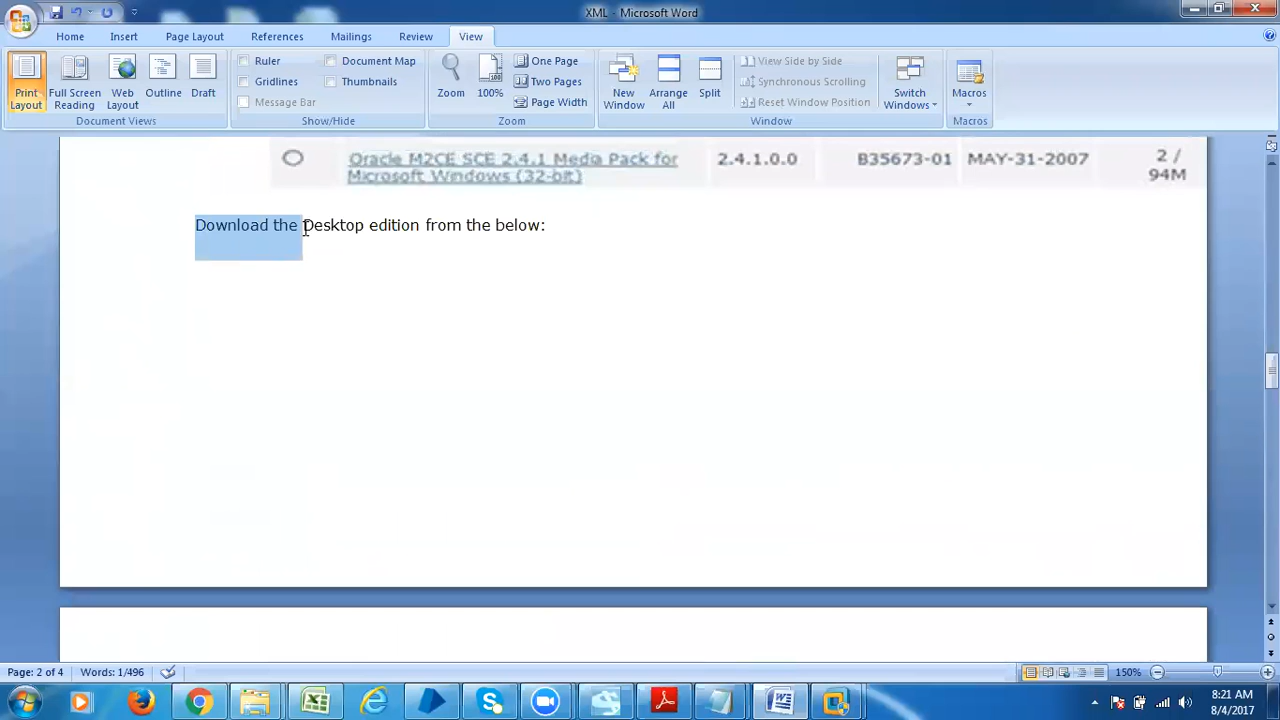 XML - Microsoft Word
Home Insert Page Layout References Mailings Review View
Print Layout
Full Screen Reading
Web Layout
Outline
Draft
Document Views
Ruler
Gridlines
Message Bar
Document Map
Thumbnails
Show/Hide
Zoom
100%
One Page
Two Pages
Page Width
Zoom
New Window
Arrange All
Split
View Side by Side
Synchronous Scrolling
Reset Window Position
Switch Windows
Window
Macros
Macros
Oracle M2CE SCE 2.4.1 Media Pack for 2.4.1.0.0 B35673-01 MAY-31-2007 2 /
Microsoft Windows (32-bit) 94M
Download the Desktop edition from the below:
Page: 2 of 4 Words: 1/496 150%
8:21 AM
8/4/2017